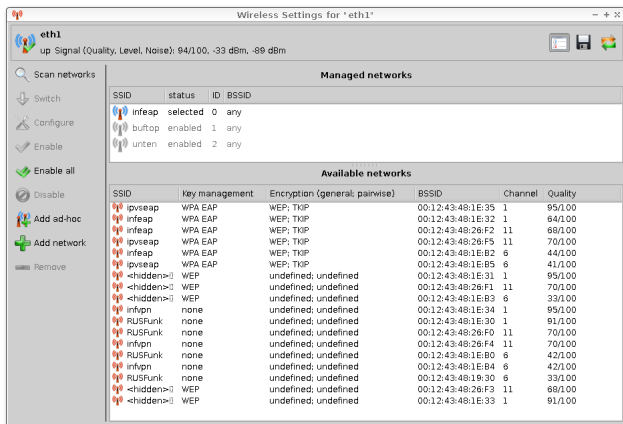 Wireless Settings for "eth1"
eth1
up Signal (Quality, Level, Noise): 94/100, -33 dBm, -89 dBm
Scan networks
Switch
Configure
Enable
Enable all
Disable
Add ad-hoc
Add network
Remove
Managed networks
SSID status ID BSSID
infeap selected 0 any
buftop enabled 1 any
unten enabled 2 any
Available networks
SSID Key management Encryption (general; pairwise) BSSID Channel Quality
ipvseap WPA EAP WEP; TKIP 00:12:43:48:1E:35 1 95/100
infeap WPA EAP WEP; TKIP 00:12:43:48:1E:32 1 64/100
infeap WPA EAP WEP; TKIP 00:12:43:48:26:F2 11 68/100
ipvseap WPA EAP WEP; TKIP 00:12:43:48:26:F5 11 70/100
infeap WPA EAP WEP; TKIP 00:12:43:48:1E:B2 6 44/100
ipvseap WPA EAP WEP; TKIP 00:12:43:48:1E:B5 6 41/100
<hidden> WEP undefined; undefined 00:12:43:48:1E:31 1 95/100
<hidden> WEP undefined; undefined 00:12:43:48:26:F1 11 70/100
<hidden> WEP undefined; undefined 00:12:43:48:1E:B3 6 33/100
infvpn none undefined; undefined 00:12:43:48:1E:34 1 95/100
RUSFunk none undefined; undefined 00:12:43:48:1E:30 1 91/100
RUSFunk none undefined; undefined 00:12:43:48:26:F0 11 70/100
infvpn none undefined; undefined 00:12:43:48:26:F4 11 70/100
RUSFunk none undefined; undefined 00:12:43:48:1E:B0 6 42/100
infvpn none undefined; undefined 00:12:43:48:1E:B4 6 42/100
RUSFunk none undefined; undefined 00:12:43:48:19:30 6 33/100
<hidden> WEP undefined; undefined 00:12:43:48:26:F3 11 68/100
<hidden> WEP undefined; undefined 00:12:43:48:1E:33 1 91/100